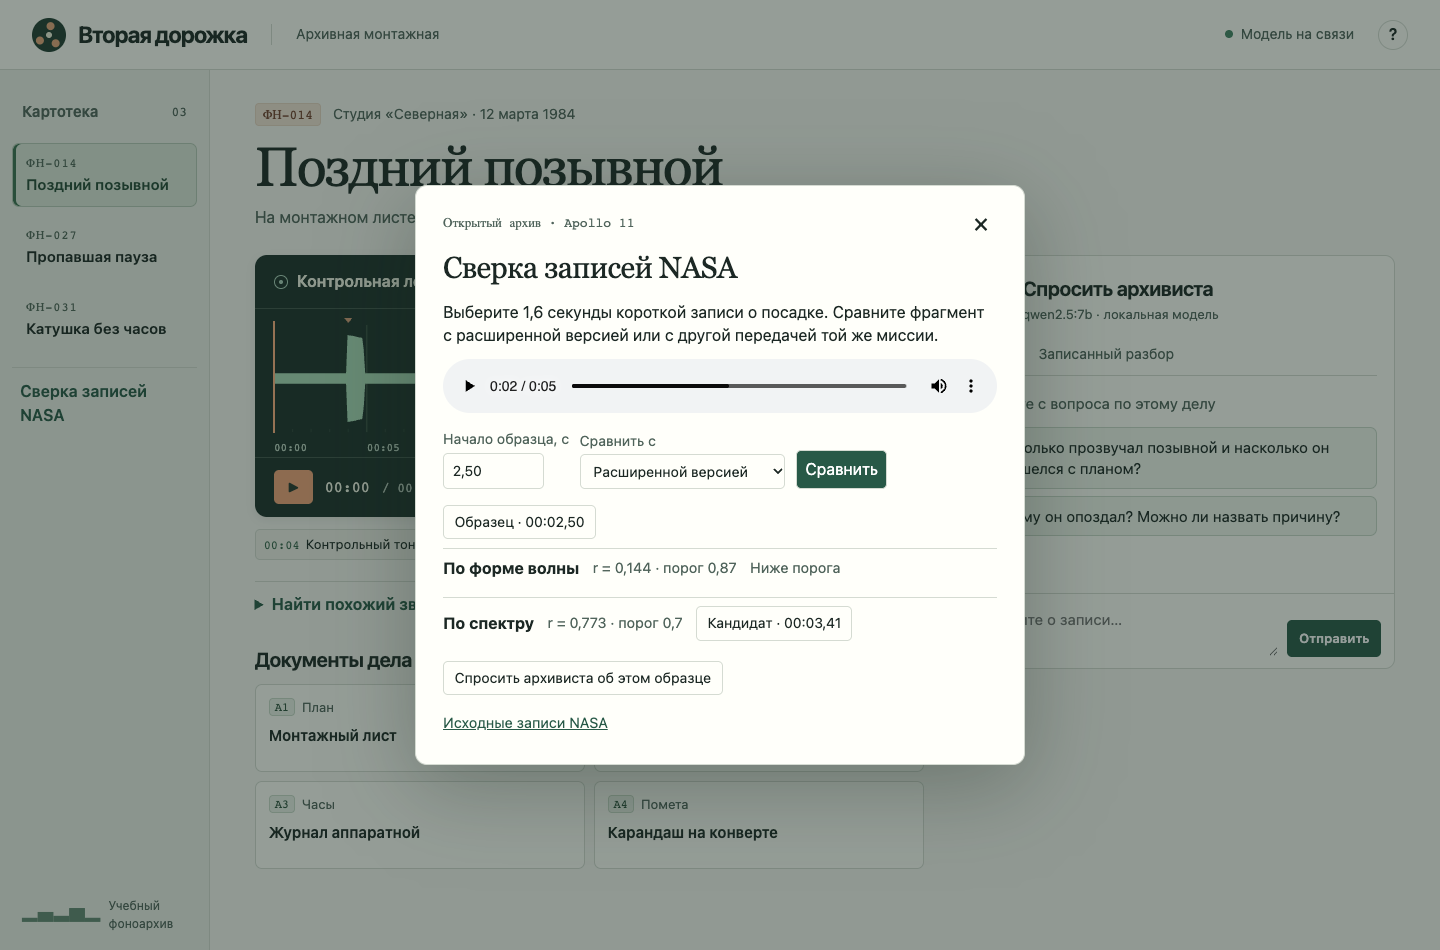 Вторая дорожка
Архивная монтажная
Модель на связи
?
Картотека 03
ФН-014
Поздний позывной
ФН-027
Пропавшая пауза
ФН-031
Катушка без часов
Сверка записей
NASA
Учебный
фоноархив
ФН-014 Студия «Северная» · 12 марта 1984
Поздний позывной
На монтажном листе
Контрольная
00:00 00:05
00:00 / 00
00:04 Контрольный тон
Найти похожий
Документы дела
А1 План
Монтажный лист
А3 Часы
Журнал аппаратной
А4 Помета
Карандаш на конверте
Открытый архив · Apollo 11
Сверка записей NASA
Выберите 1,6 секунды короткой записи о посадке. Сравните фрагмент
с расширенной версией или с другой передачей той же миссии.
0:02 / 0:05
Начало образца, с Сравнить с
2,50 Расширенной версией Сравнить
Образец · 00:02,50
По форме волны r = 0,144 · порог 0,87 Ниже порога
По спектру r = 0,773 · порог 0,7 Кандидат · 00:03,41
Спросить архивиста об этом образце
Исходные записи NASA
Спросить архивиста
qwen2.5:7b · локальная модель
Записанный разбор
с вопроса по этому делу
прозвучал позывной и насколько он
с планом?
он опоздал? Можно ли назвать причину?
о записи...
Отправить